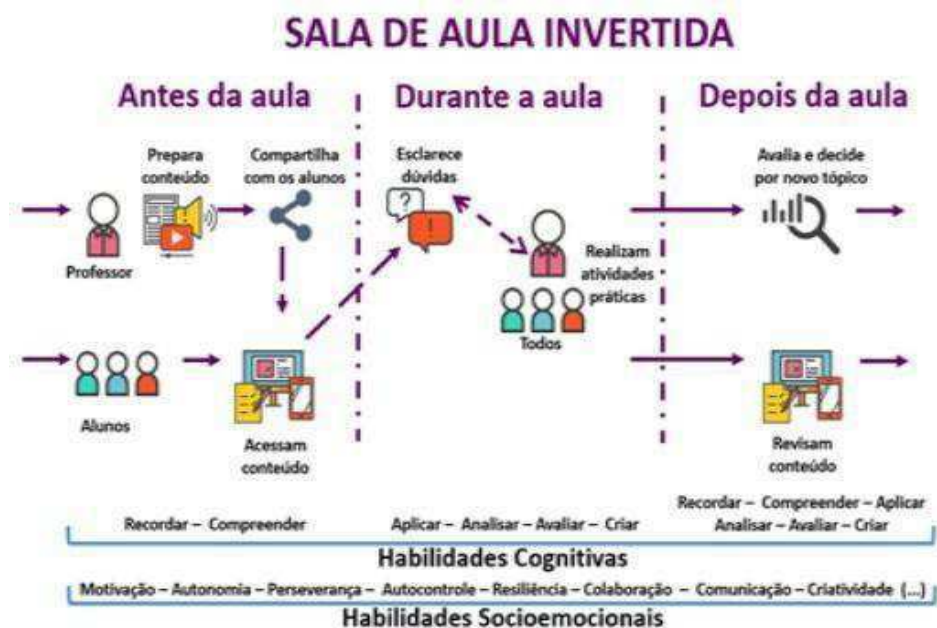 SALA DE AULA INVERTIDA
Antes da aula
Durante a aula
Depois da aula
Prepara
conteúdo
Compartilha
com os alunos
Professor
Alunos
Acessam
conteúdo
Esclarece
dúvidas
Realizam
atividades
práticas
Todos
Avalia e decide
por novo tópico
Revisam
conteúdo
Recordar – Compreender
Aplicar – Analisar – Avaliar – Criar
Recordar – Compreender – Aplicar
Analisar – Avaliar – Criar
Habilidades Cognitivas
Motivação – Autonomia – Perseverança – Autocontrole – Resiliência – Colaboração – Comunicação – Criatividade (...)
Habilidades Socioemocionais